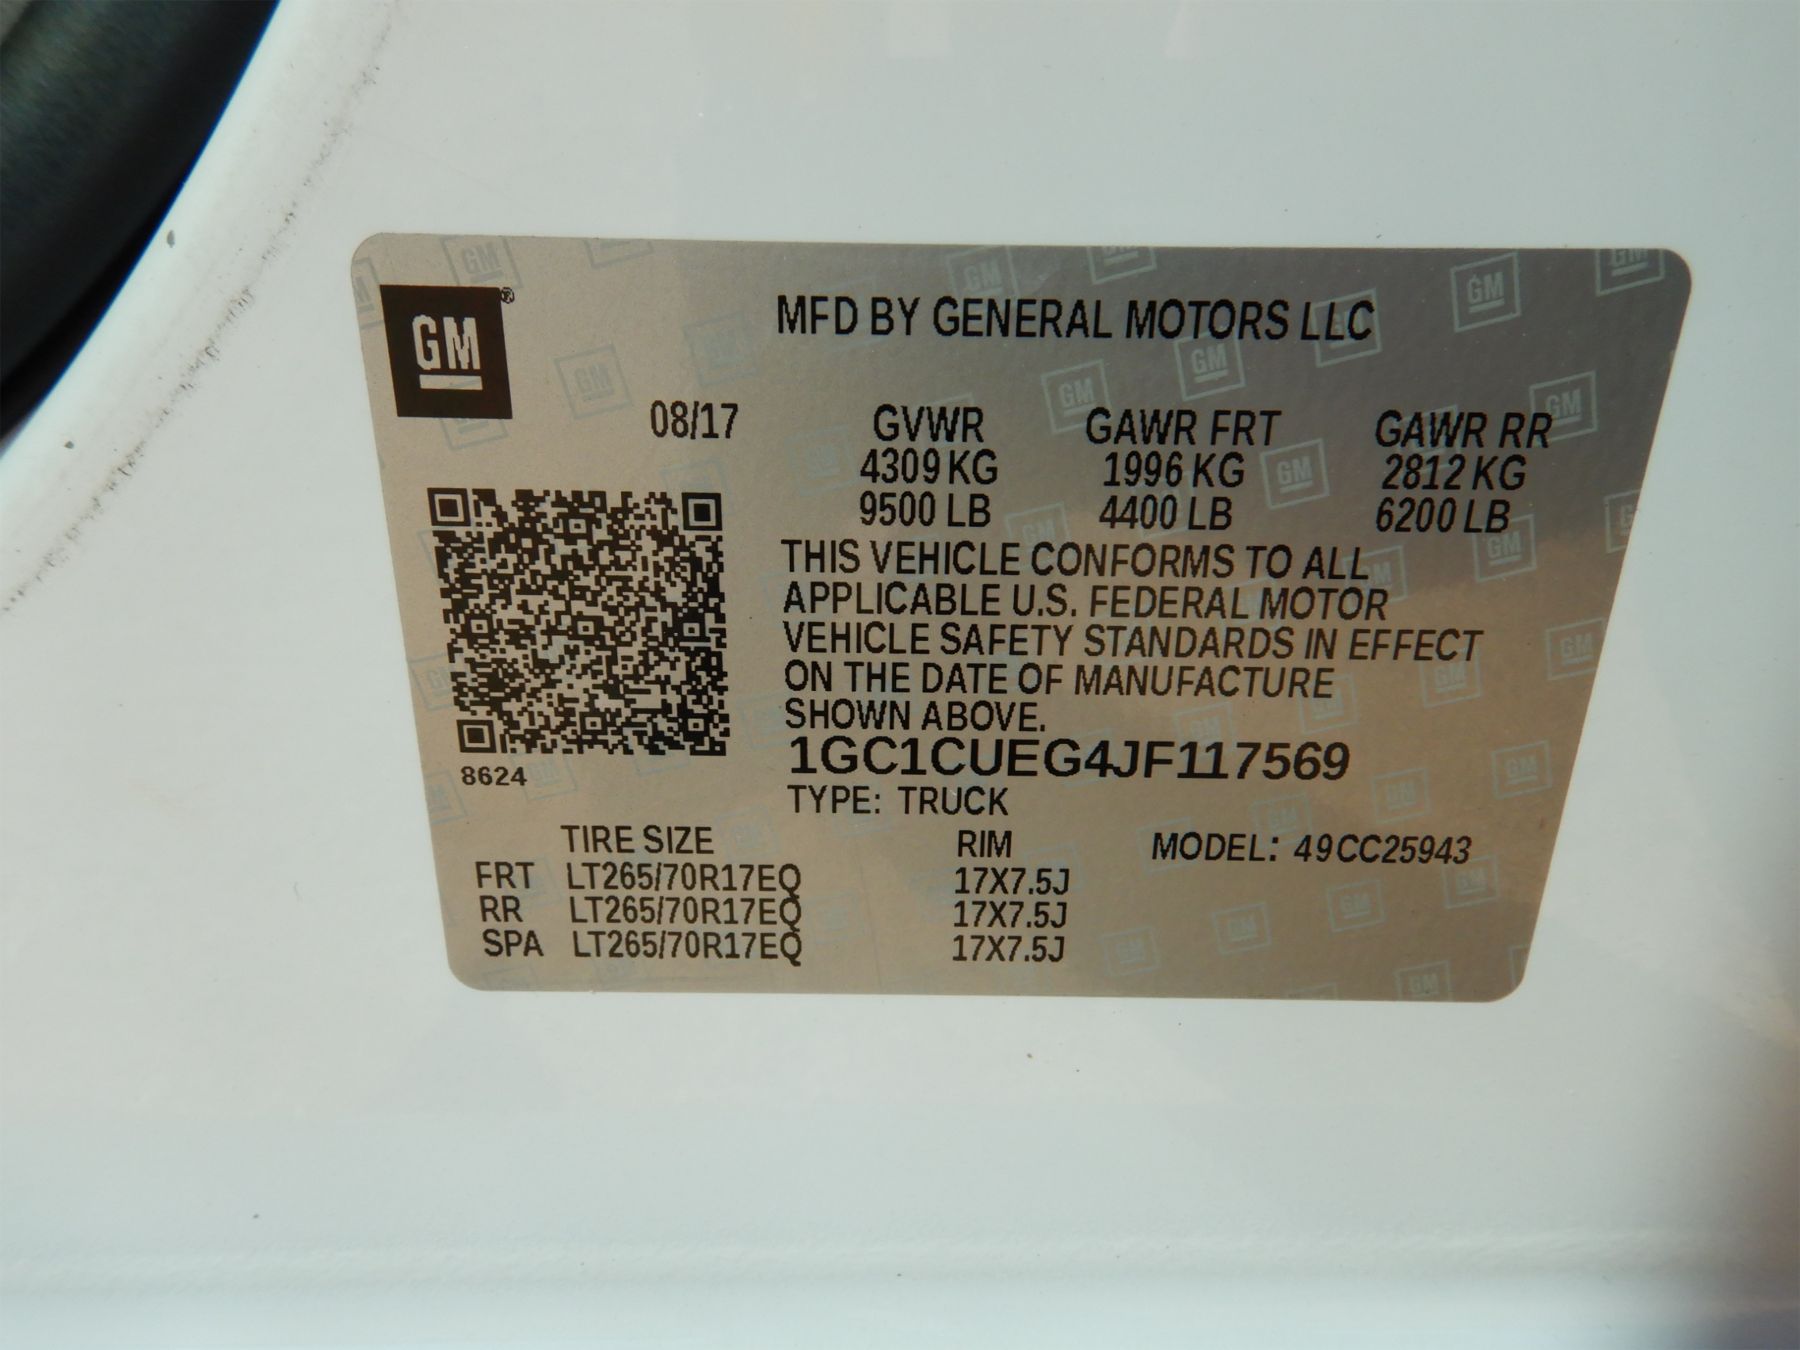 GM®
MFD BY GENERAL MOTORS LLC
08/17 GVWR GAWR FRT GAWR RR
4309 KG 1996 KG 2812 KG
9500 LB 4400 LB 6200 LB
THIS VEHICLE CONFORMS TO ALL
APPLICABLE U.S. FEDERAL MOTOR
VEHICLE SAFETY STANDARDS IN EFFECT
ON THE DATE OF MANUFACTURE
SHOWN ABOVE.
8624
1GC1CUEG4JF117569
TYPE: TRUCK
TIRE SIZE RIM MODEL: 49CC25943
FRT LT265/70R17EQ 17X7.5J
RR LT265/70R17EQ 17X7.5J
SPA LT265/70R17EQ 17X7.5J